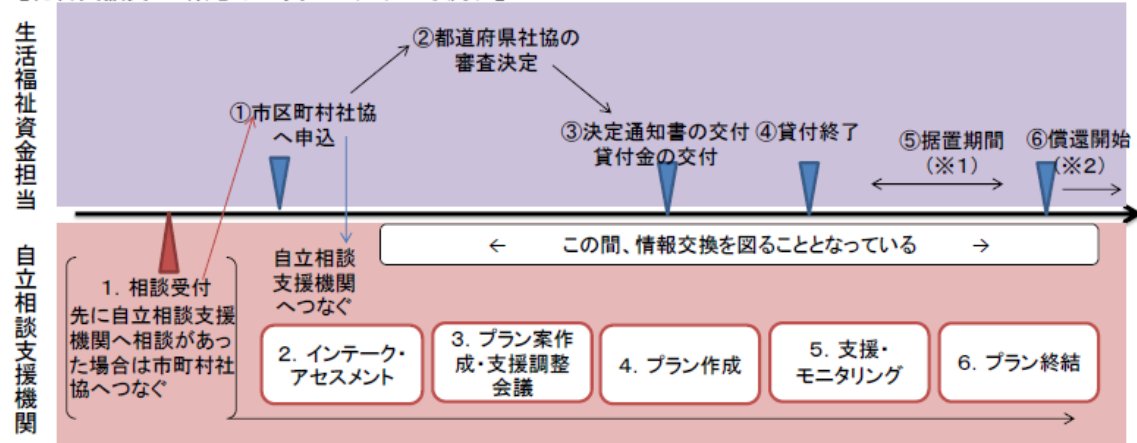 生活福祉資金担当
②都道府県社協の
審査決定
①市区町村社協
へ申込
③決定通知書の交付
貸付金の交付
④貸付終了
⑤据置期間
(※1)
⑥償還開始
(※2)
自立相談支援機関
← この間、情報交換を図ることとなっている →
自立相談
支援機関
へつなぐ
1. 相談受付
先に自立相談支援
機関へ相談があっ
た場合は市町村社
協へつなぐ
2. インテーク・
アセスメント
3. プラン案作
成・支援調整
会議
4. プラン作成
5. 支援・
モニタリング
6. プラン終結